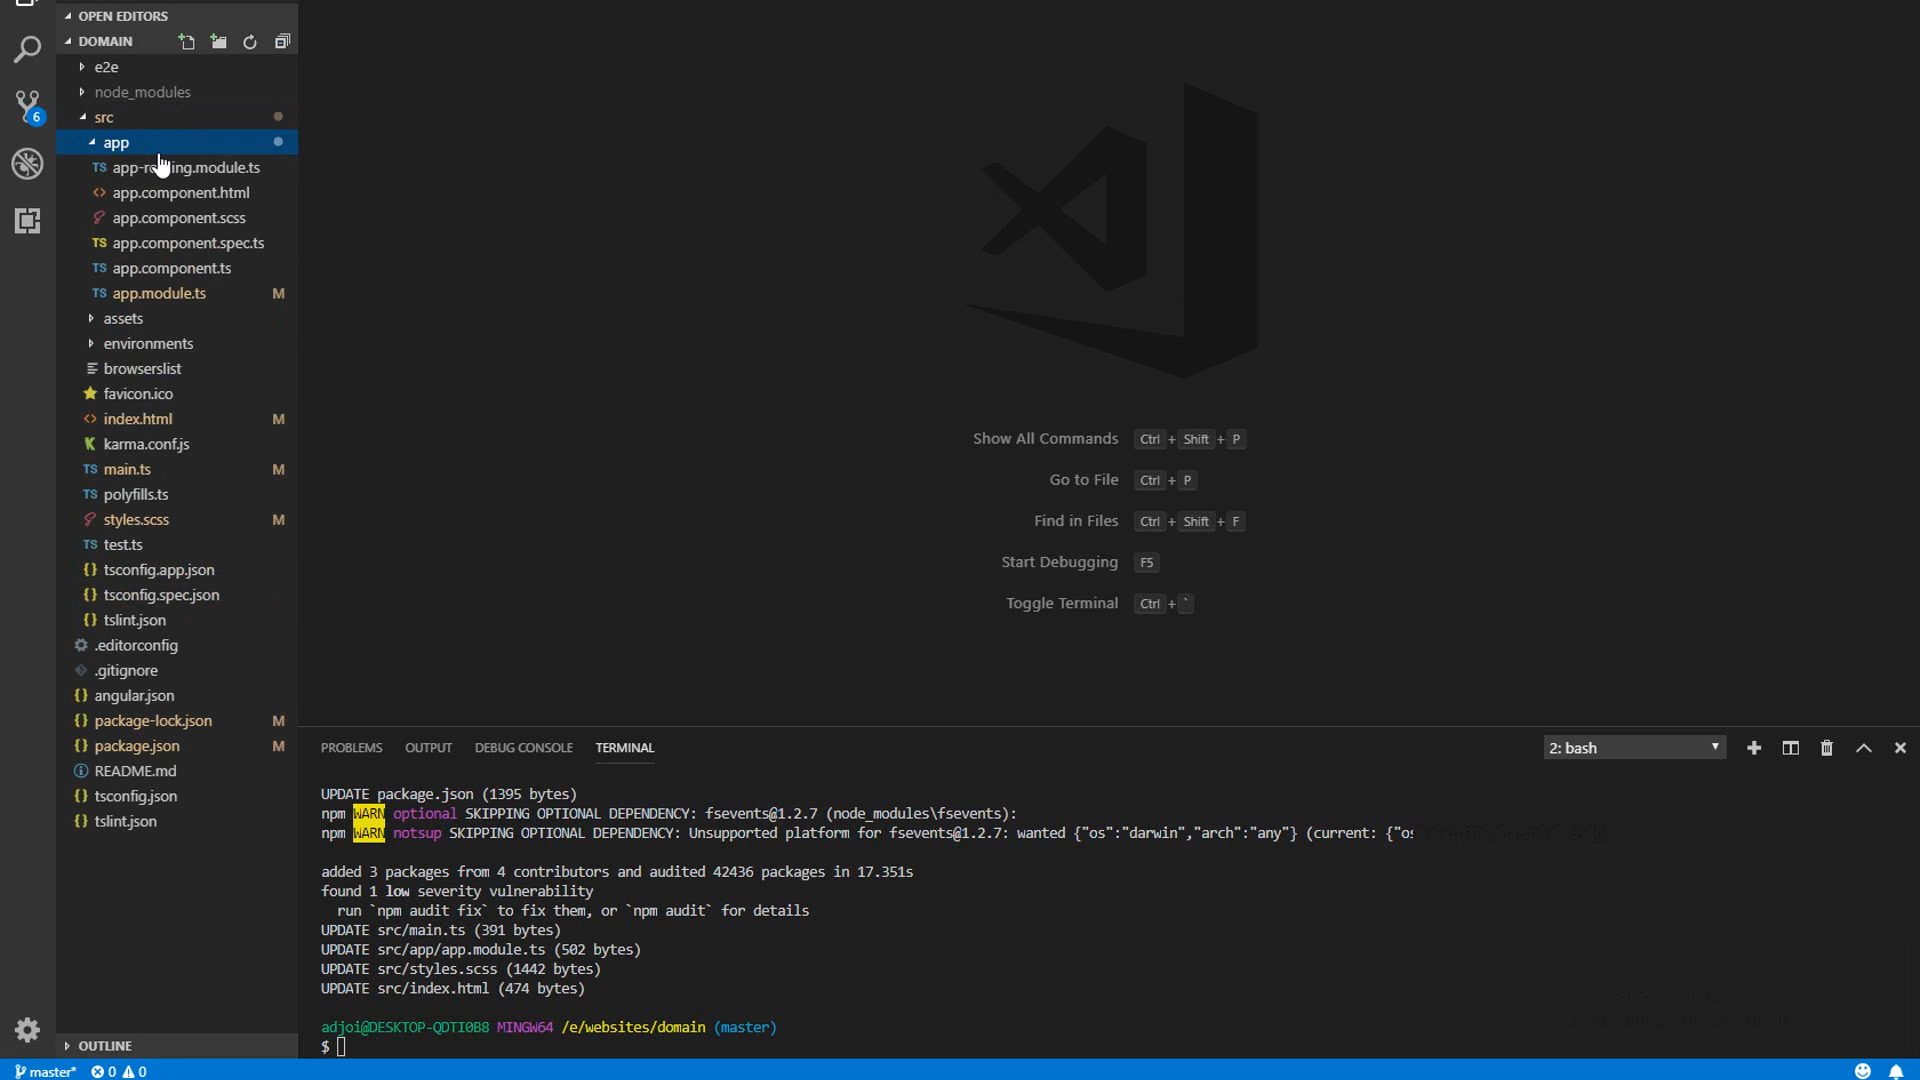 OPEN EDITORS
DOMAIN
e2e
node_modules
6
src
app
TS app-ro ing.module.ts
<> app.component.html
app.component.scss
TS app.component.spec.ts
TS app.component.ts
TS app.module.ts M
assets
environments
browserslist
favicon.ico
<> index.html M
K karma.conf.js
TS main.ts M
TS polyfills.ts
styles.scss M
TS test.ts
{} tsconfig.app.json
{} tsconfig.spec.json
{} tslint.json
.editorconfig
.gitignore
{} angular.json
{} package-lock.json M
{} package.json M
README.md
{} tsconfig.json
{} tslint.json
OUTLINE
master* 0 0
Show All Commands Ctrl + Shift + P
Go to File Ctrl + P
Find in Files Ctrl + Shift + F
Start Debugging F5
Toggle Terminal Ctrl + `
PROBLEMS OUTPUT DEBUG CONSOLE TERMINAL 2: bash
UPDATE package.json (1395 bytes)
npm WARN optional SKIPPING OPTIONAL DEPENDENCY: fsevents@1.2.7 (node_modules\fsevents):
npm WARN notsup SKIPPING OPTIONAL DEPENDENCY: Unsupported platform for fsevents@1.2.7: wanted {"os":"darwin","arch":"any"} (current: {"os
added 3 packages from 4 contributors and audited 42436 packages in 17.351s
found 1 low severity vulnerability
run `npm audit fix` to fix them, or `npm audit` for details
UPDATE src/main.ts (391 bytes)
UPDATE src/app/app.module.ts (502 bytes)
UPDATE src/styles.scss (1442 bytes)
UPDATE src/index.html (474 bytes)
adjoi@DESKTOP-QDTI0B8 MINGW64 /e/websites/domain (master)
$